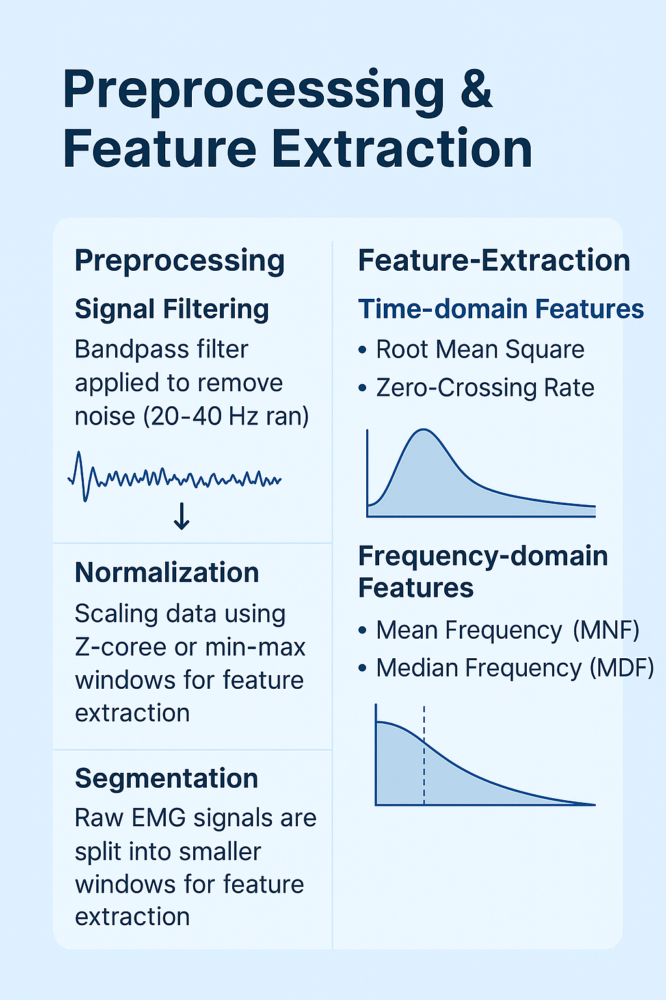 Preprocesssng &
Feature Extraction
Preprocessing
Signal Filtering
Bandpass filter
applied to remove
noise (20-40 Hz ran)
Normalization
Scaling data using
Z-coree or min-max
windows for feature
extraction
Segmentation
Raw EMG signals are
split into smaller
windows for feature
extraction
Feature-Extraction
Time-domain Features
• Root Mean Square
• Zero-Crossing Rate
Frequency-domain
Features
• Mean Frequency (MNF)
• Median Frequency (MDF)